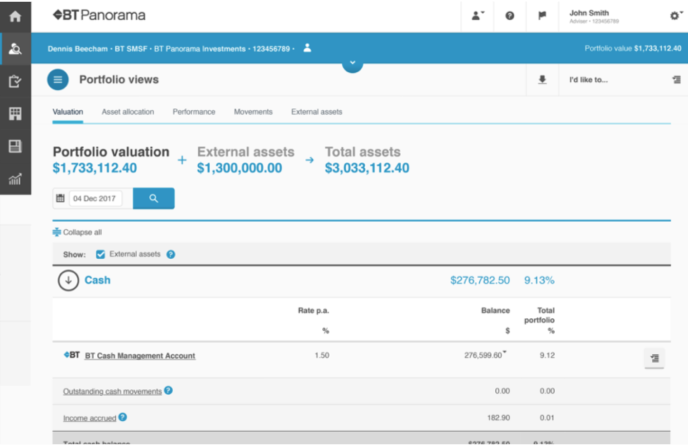 BT Panorama
John Smith
Adviser - 123456789
Dennis Beecham • BT SMSF • BT Panorama Investments • 123456789 •
Portfolio value $1,733,112.40
Portfolio views
I'd like to...
Valuation Asset allocation Performance Movements External assets
Portfolio valuation + External assets → Total assets
$1,733,112.40 $1,300,000.00 $3,033,112.40
04 Dec 2017
Collapse all
Show: External assets ?
Cash $276,782.50 9.13%
Rate p.a. Balance Total
portfolio
% $ %
BT BT Cash Management Account 1.50 276,599.60* 9.12
Outstanding cash movements ? 0.00 0.00
Income accrued ? 182.90 0.01
Total cash balance